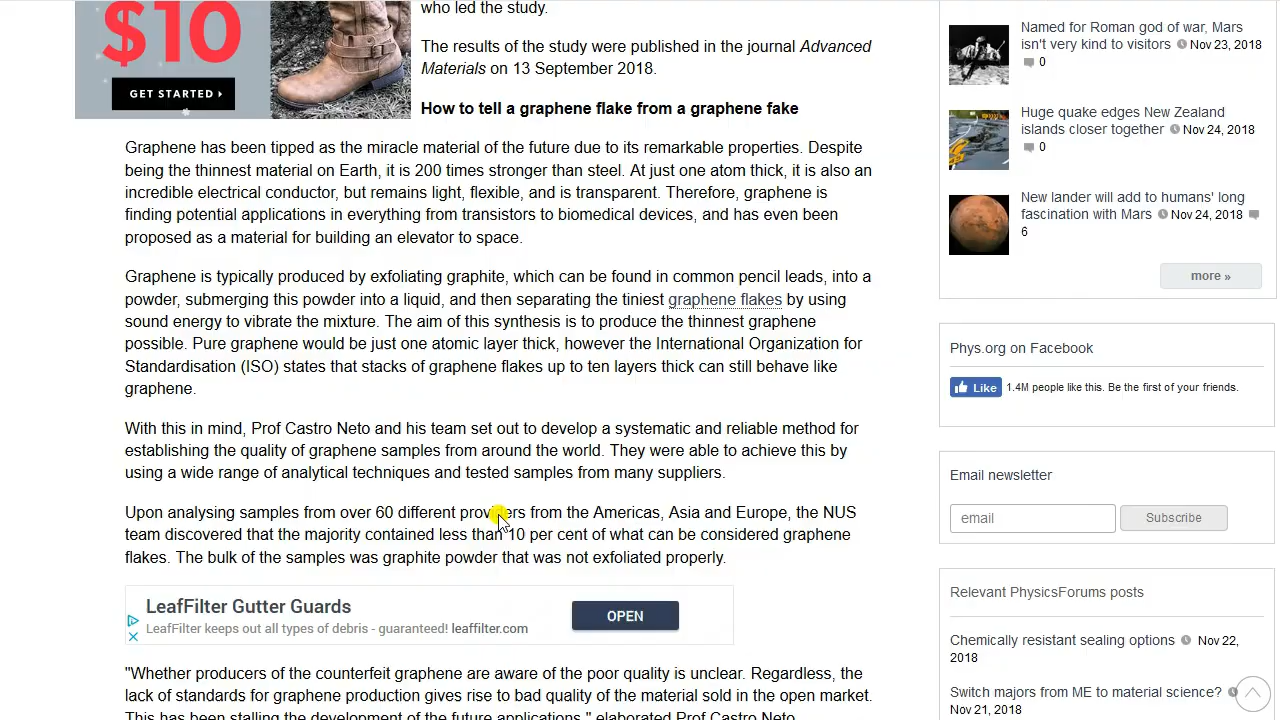 $10
GET STARTED
who led the study.
The results of the study were published in the journal Advanced
Materials on 13 September 2018.
How to tell a graphene flake from a graphene fake
Graphene has been tipped as the miracle material of the future due to its remarkable properties. Despite
being the thinnest material on Earth, it is 200 times stronger than steel. At just one atom thick, it is also an
incredible electrical conductor, but remains light, flexible, and is transparent. Therefore, graphene is
finding potential applications in everything from transistors to biomedical devices, and has even been
proposed as a material for building an elevator to space.
Graphene is typically produced by exfoliating graphite, which can be found in common pencil leads, into a
powder, submerging this powder into a liquid, and then separating the tiniest graphene flakes by using
sound energy to vibrate the mixture. The aim of this synthesis is to produce the thinnest graphene
possible. Pure graphene would be just one atomic layer thick, however the International Organization for
Standardisation (ISO) states that stacks of graphene flakes up to ten layers thick can still behave like
graphene.
With this in mind, Prof Castro Neto and his team set out to develop a systematic and reliable method for
establishing the quality of graphene samples from around the world. They were able to achieve this by
using a wide range of analytical techniques and tested samples from many suppliers.
Upon analysing samples from over 60 different providers from the Americas, Asia and Europe, the NUS
team discovered that the majority contained less than 10 per cent of what can be considered graphene
flakes. The bulk of the samples was graphite powder that was not exfoliated properly.
LeafFilter Gutter Guards
LeafFilter keeps out all types of debris - guaranteed! leaffilter.com
OPEN
"Whether producers of the counterfeit graphene are aware of the poor quality is unclear. Regardless, the
lack of standards for graphene production gives rise to bad quality of the material sold in the open market.
This has been stalling the development of the future applications," elaborated Prof Castro Neto.
Named for Roman god of war, Mars
isn't very kind to visitors Nov 23, 2018
0
Huge quake edges New Zealand
islands closer together Nov 24, 2018
0
New lander will add to humans' long
fascination with Mars Nov 24, 2018
6
more »
Phys.org on Facebook
Like 1.4M people like this. Be the first of your friends.
Email newsletter
email
Subscribe
Relevant PhysicsForums posts
Chemically resistant sealing options Nov 22,
2018
Switch majors from ME to material science?
Nov 21, 2018